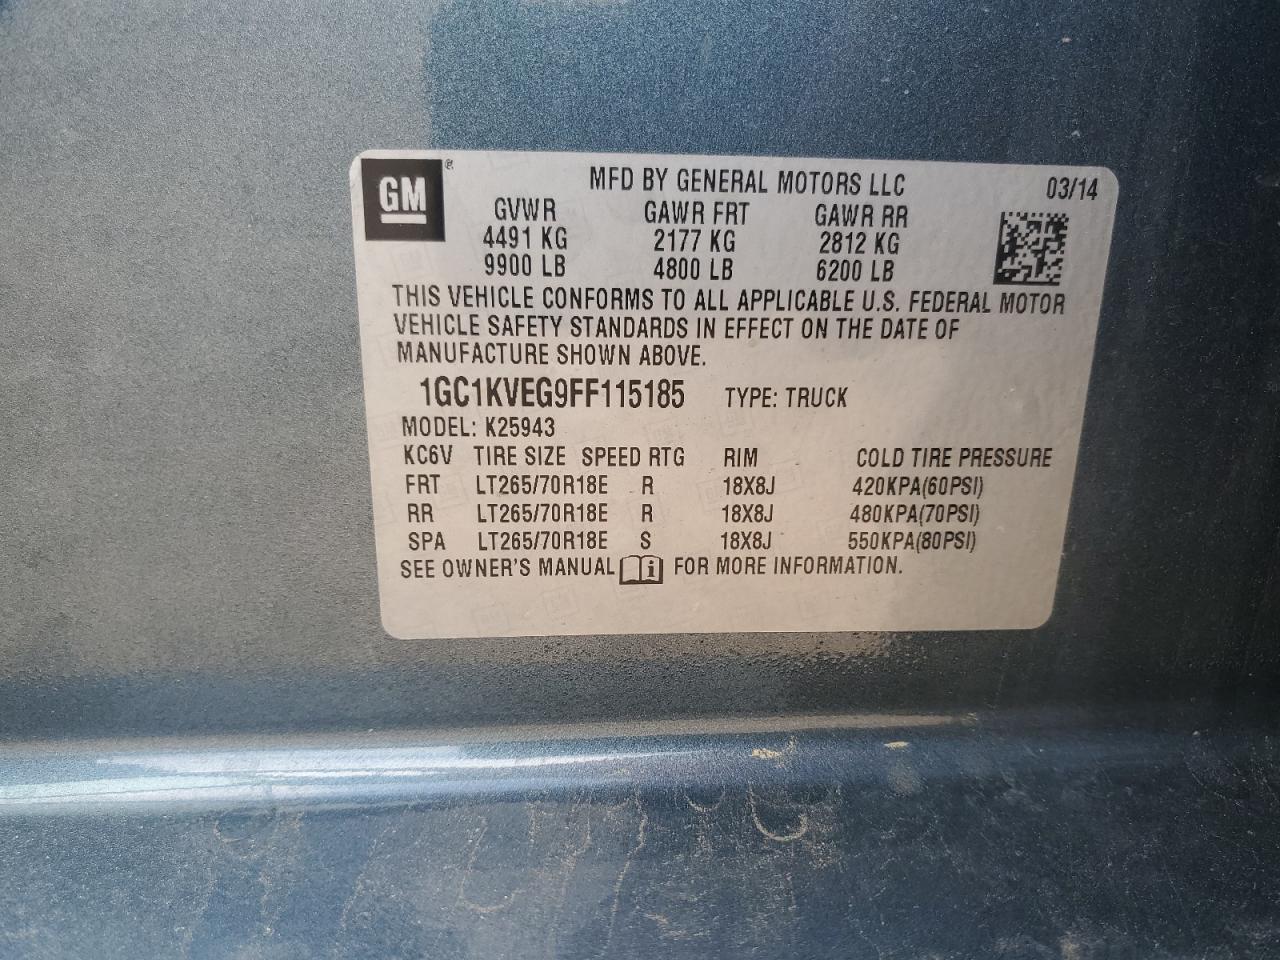 GM ®
MFD BY GENERAL MOTORS LLC 03/14
GVWR GAWR FRT GAWR RR
4491 KG 2177 KG 2812 KG
9900 LB 4800 LB 6200 LB
THIS VEHICLE CONFORMS TO ALL APPLICABLE U.S. FEDERAL MOTOR
VEHICLE SAFETY STANDARDS IN EFFECT ON THE DATE OF
MANUFACTURE SHOWN ABOVE.
1GC1KVEG9FF115185 TYPE: TRUCK
MODEL: K25943
KC6V TIRE SIZE SPEED RTG RIM COLD TIRE PRESSURE
FRT LT265/70R18E R 18X8J 420KPA(60PSI)
RR LT265/70R18E R 18X8J 480KPA(70PSI)
SPA LT265/70R18E S 18X8J 550KPA(80PSI)
SEE OWNER'S MANUAL i FOR MORE INFORMATION.